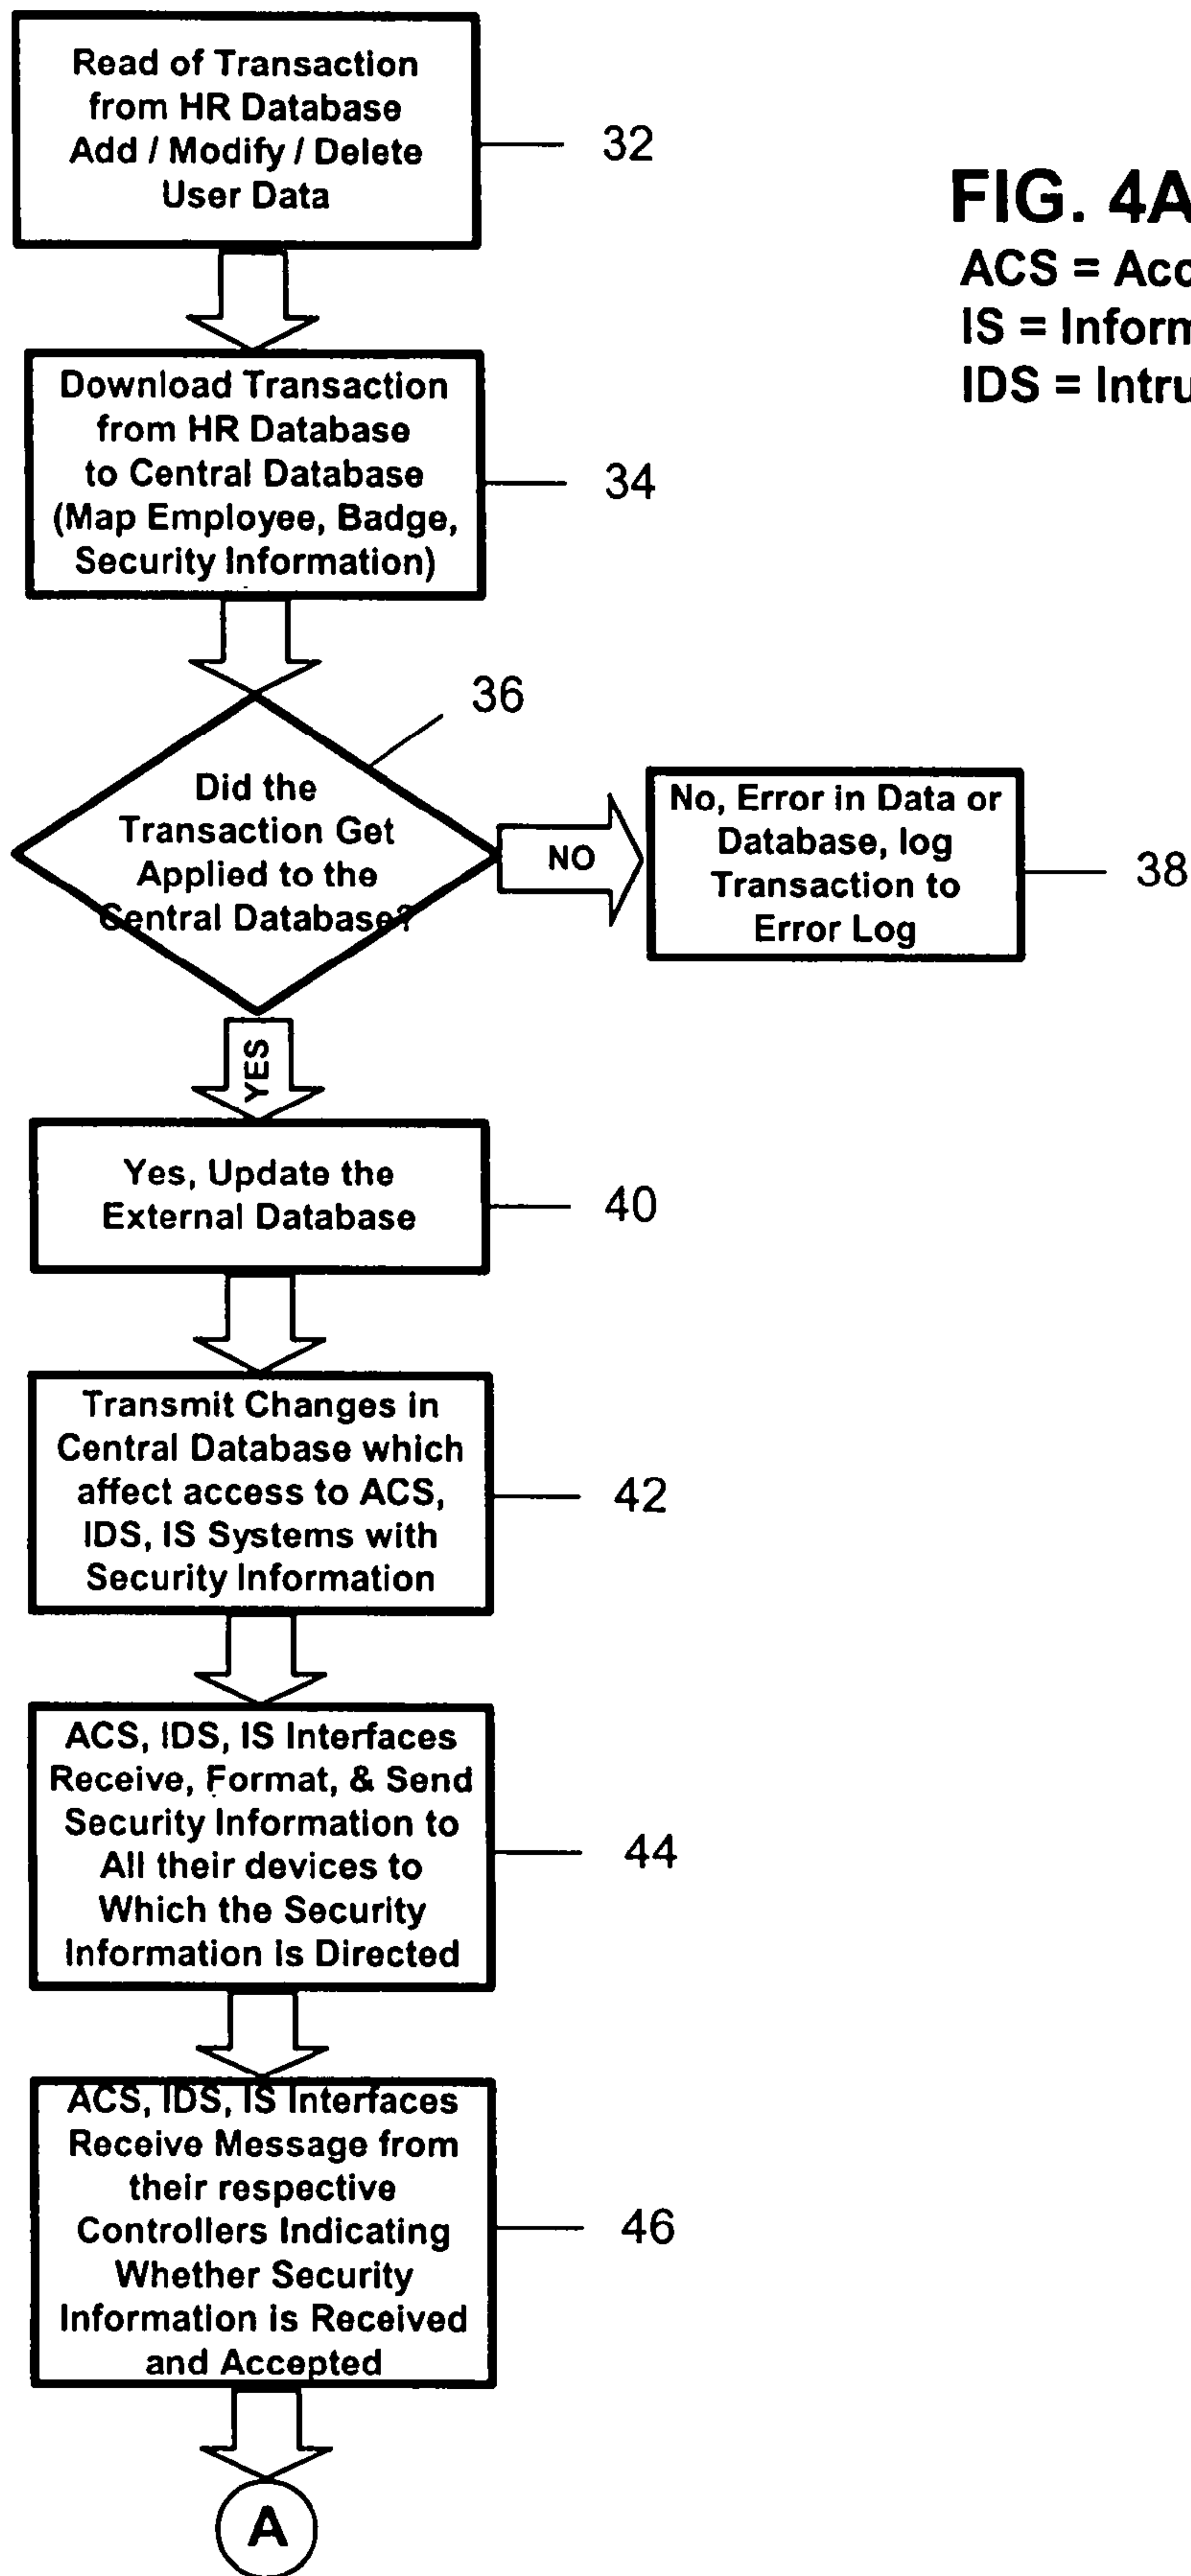 Read of Transaction
from HR Database
Add / Modify / Delete
User Data
32
FIG. 4A
ACS = Acc
IS = Inform
IDS = Intru
Download Transaction
from HR Database
to Central Database
(Map Employee, Badge,
Security Information)
34
36
Did the
Transaction Get
Applied to the
Central Database?
NO
No, Error in Data or
Database, log
Transaction to
Error Log
38
YES
Yes, Update the
External Database
40
Transmit Changes in
Central Database which
affect access to ACS,
IDS, IS Systems with
Security Information
42
ACS, IDS, IS Interfaces
Receive, Format, & Send
Security Information to
All their devices to
Which the Security
Information is Directed
44
ACS, IDS, IS Interfaces
Receive Message from
their respective
Controllers Indicating
Whether Security
Information is Received
and Accepted
46
A